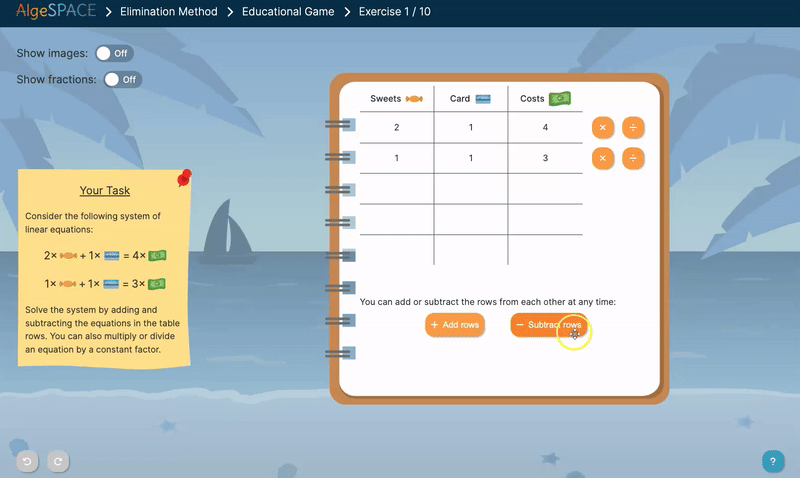 AlgeSPACE > Elimination Method > Educational Game > Exercise 1 / 10
Show images: Off
Show fractions: Off
Your Task
Consider the following system of
linear equations:
2× + 1× = 4×
1× + 1× = 3×
Solve the system by adding and
subtracting the equations in the table
rows. You can also multiply or divide
an equation by a constant factor.
Sweets Card Costs
2 1 4 × ÷
1 1 3 × ÷
You can add or subtract the rows from each other at any time:
+ Add rows − Subtract rows
?